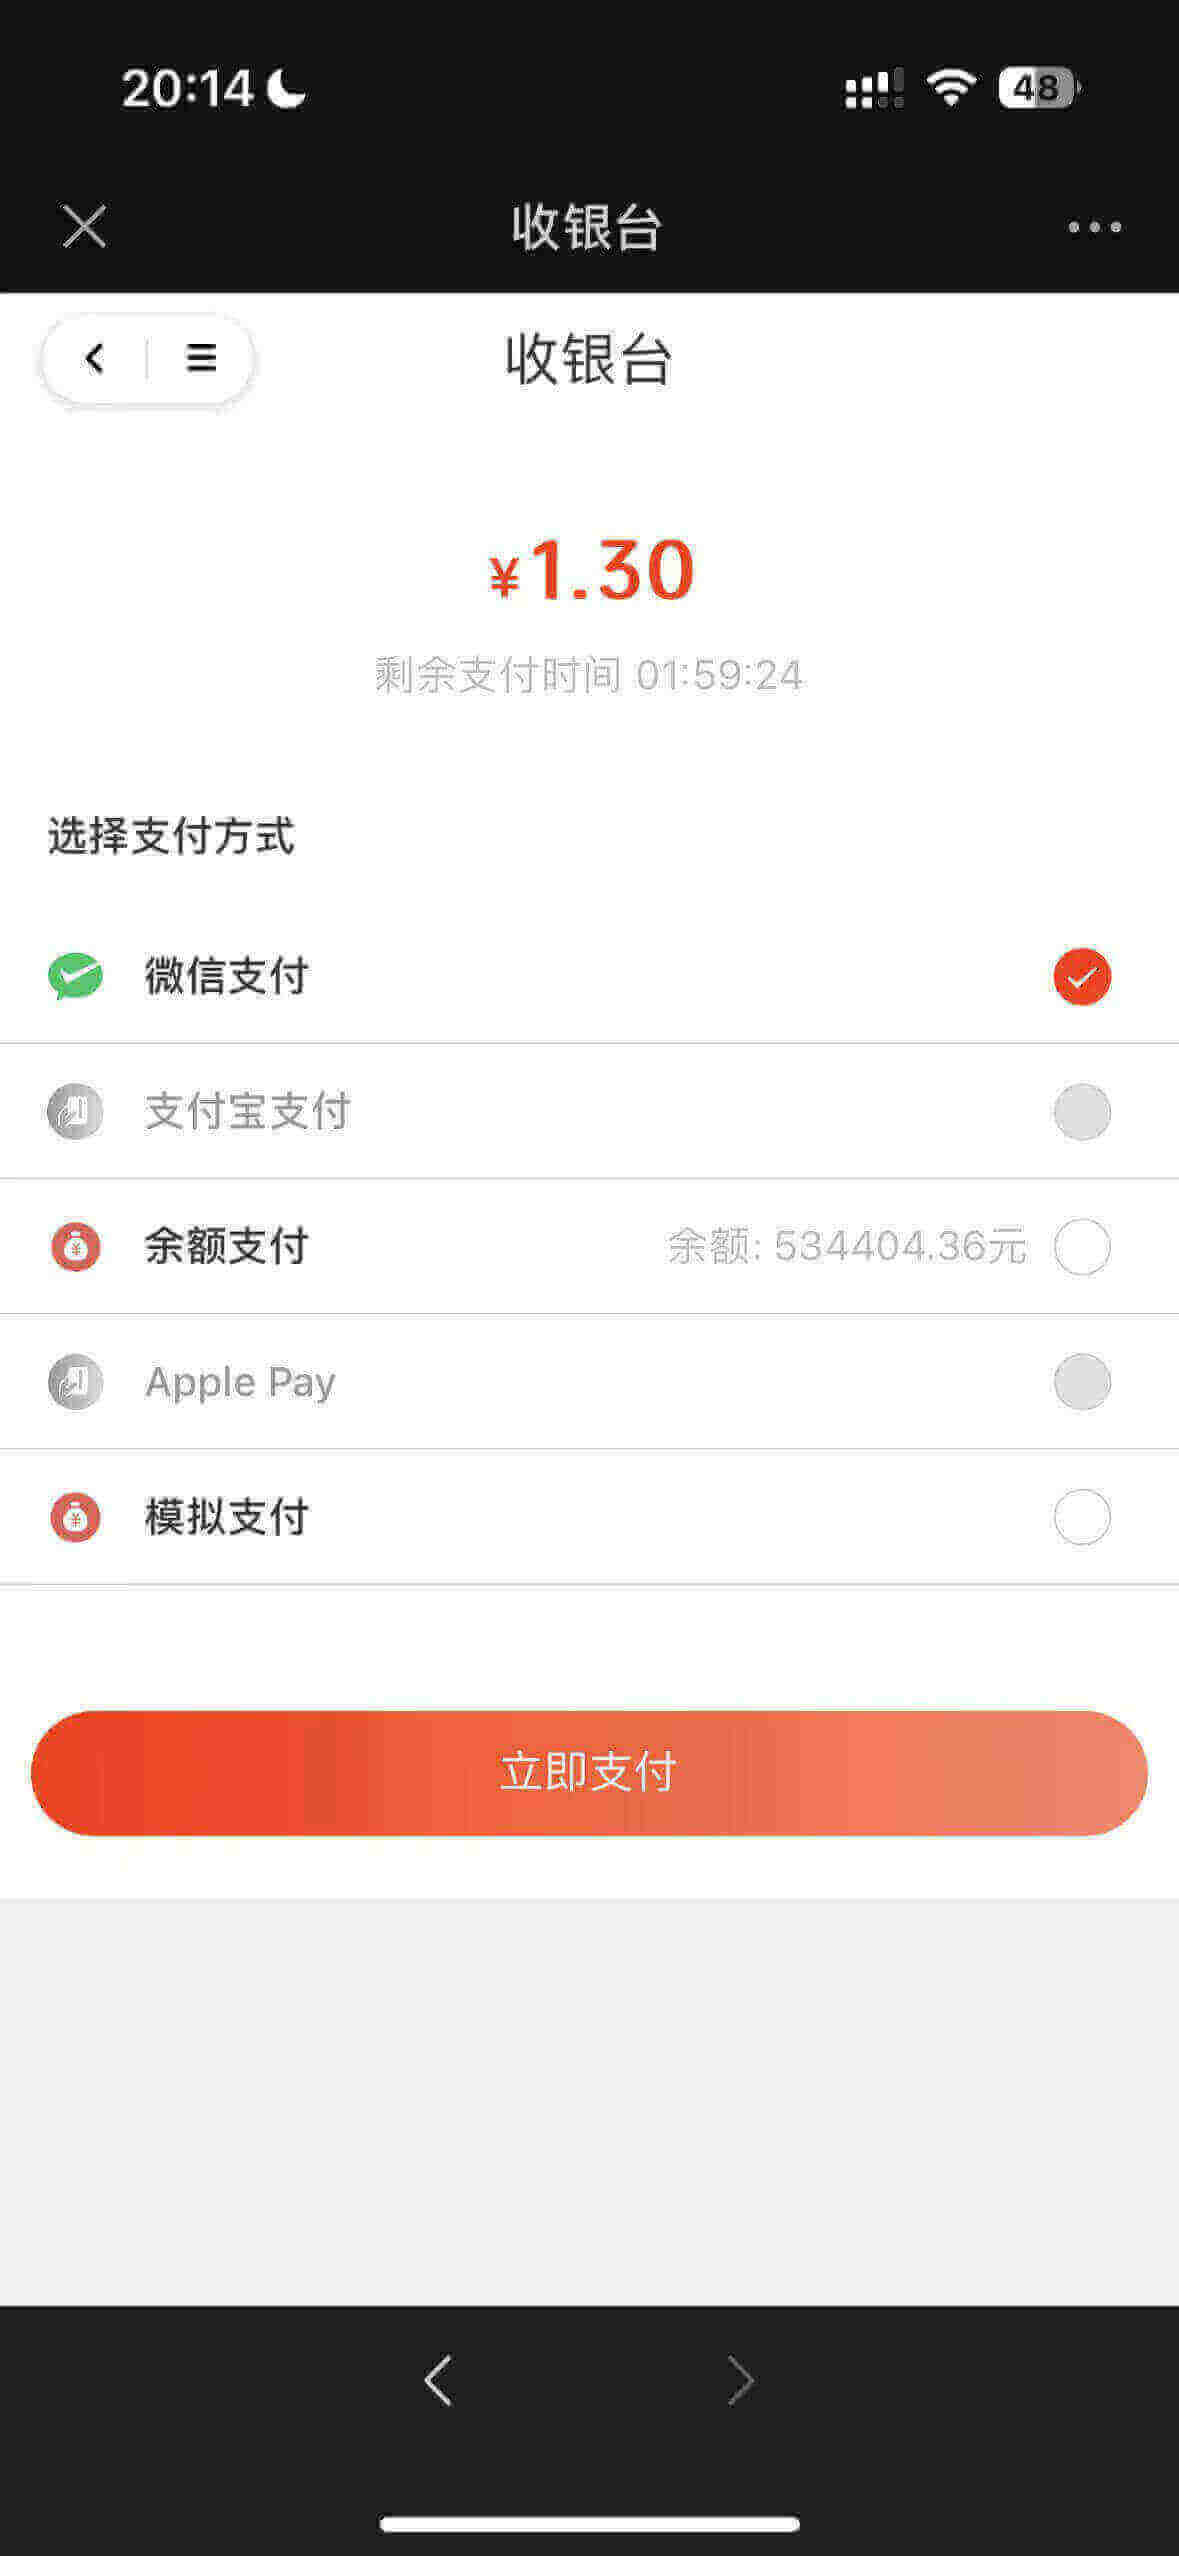 20:14
48
收银台
收银台
¥1.30
剩余支付时间 01:59:24
选择支付方式
微信支付
支付宝支付
余额支付 余额: 534404.36元
Apple Pay
模拟支付
立即支付